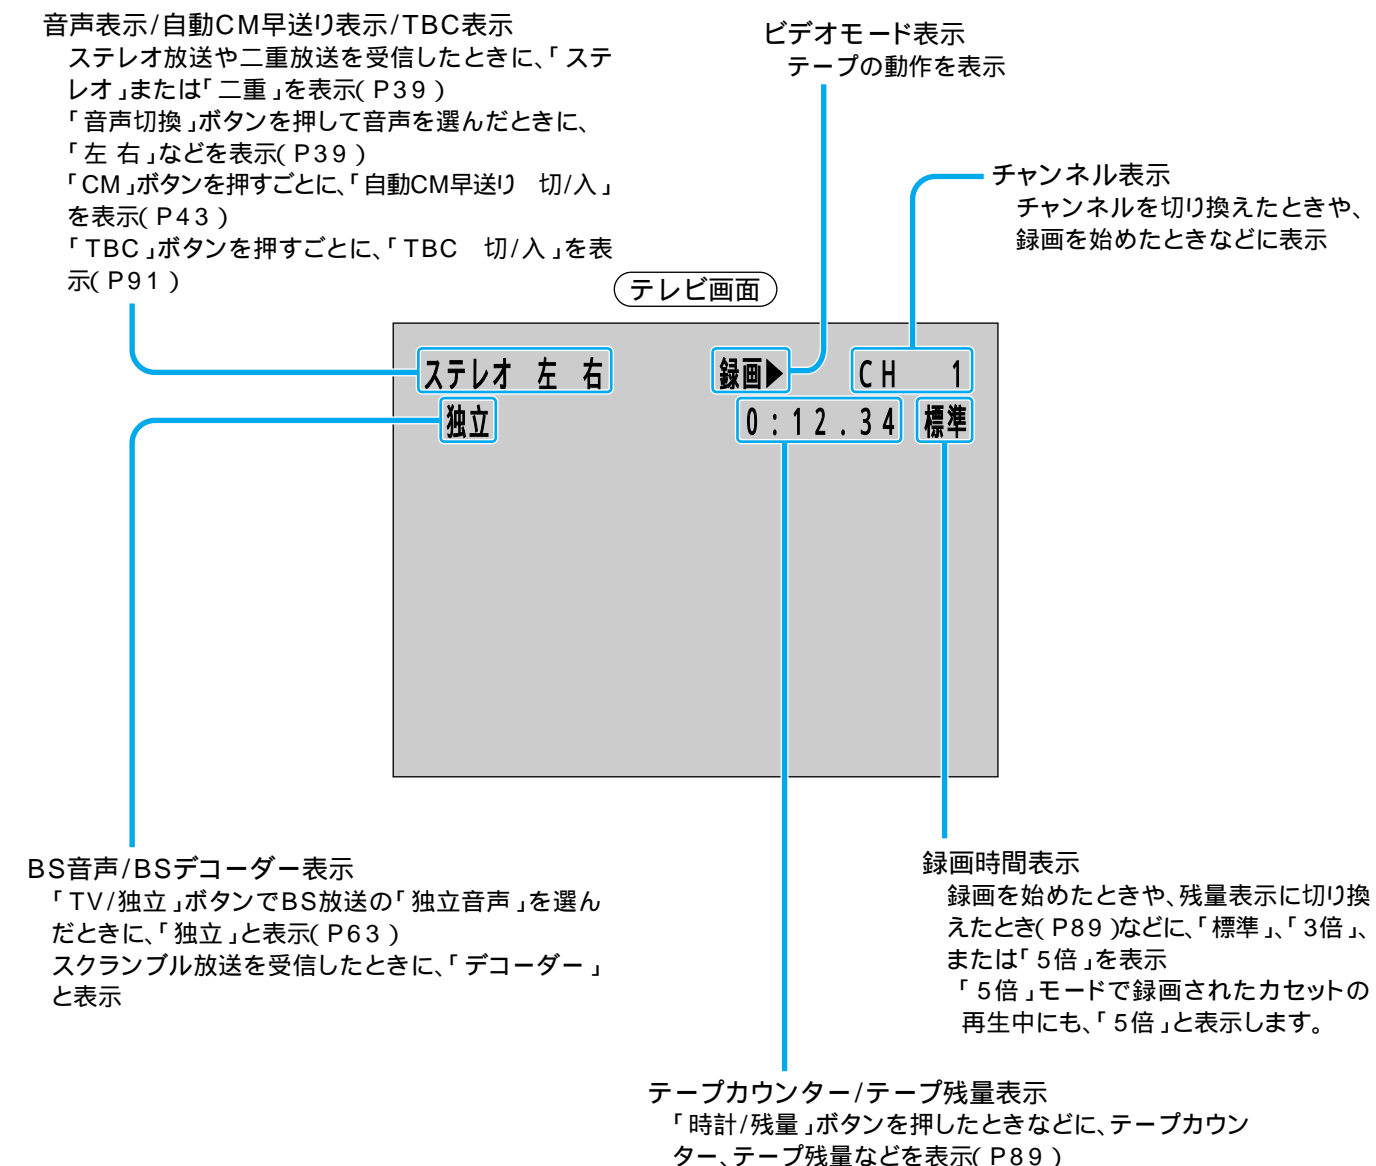 音声表示/自動CM早送り表示/TBC表示
ステレオ放送や二重放送を受信したときに、「ステ
レオ」または「二重」を表示(P39)
「音声切換」ボタンを押して音声を選んだときに、
「左 右」などを表示(P39)
「CM」ボタンを押すごとに、「自動CM早送り　切/入」
を表示(P43)
「TBC」ボタンを押すごとに、「TBC　切/入」を表
示(P91)
ビデオモード表示
テープの動作を表示
チャンネル表示
チャンネルを切り換えたときや、
録画を始めたときなどに表示
テレビ画面
ステレオ 左 右 録画▶ CH 1
独立 0:12.34 標準
BS音声/BSデコーダー表示
「TV/独立」ボタンでBS放送の「独立音声」を選ん
だときに、「独立」と表示(P63)
スクランブル放送を受信したときに、「デコーダー」
と表示
録画時間表示
録画を始めたときや、残量表示に切り換
えたとき(P89)などに、「標準」、「3倍」、
または「5倍」を表示
「5倍」モードで録画されたカセットの
再生中にも、「5倍」と表示します。
テープカウンター/テープ残量表示
「時計/残量」ボタンを押したときなどに、テープカウン
ター、テープ残量などを表示(P89)